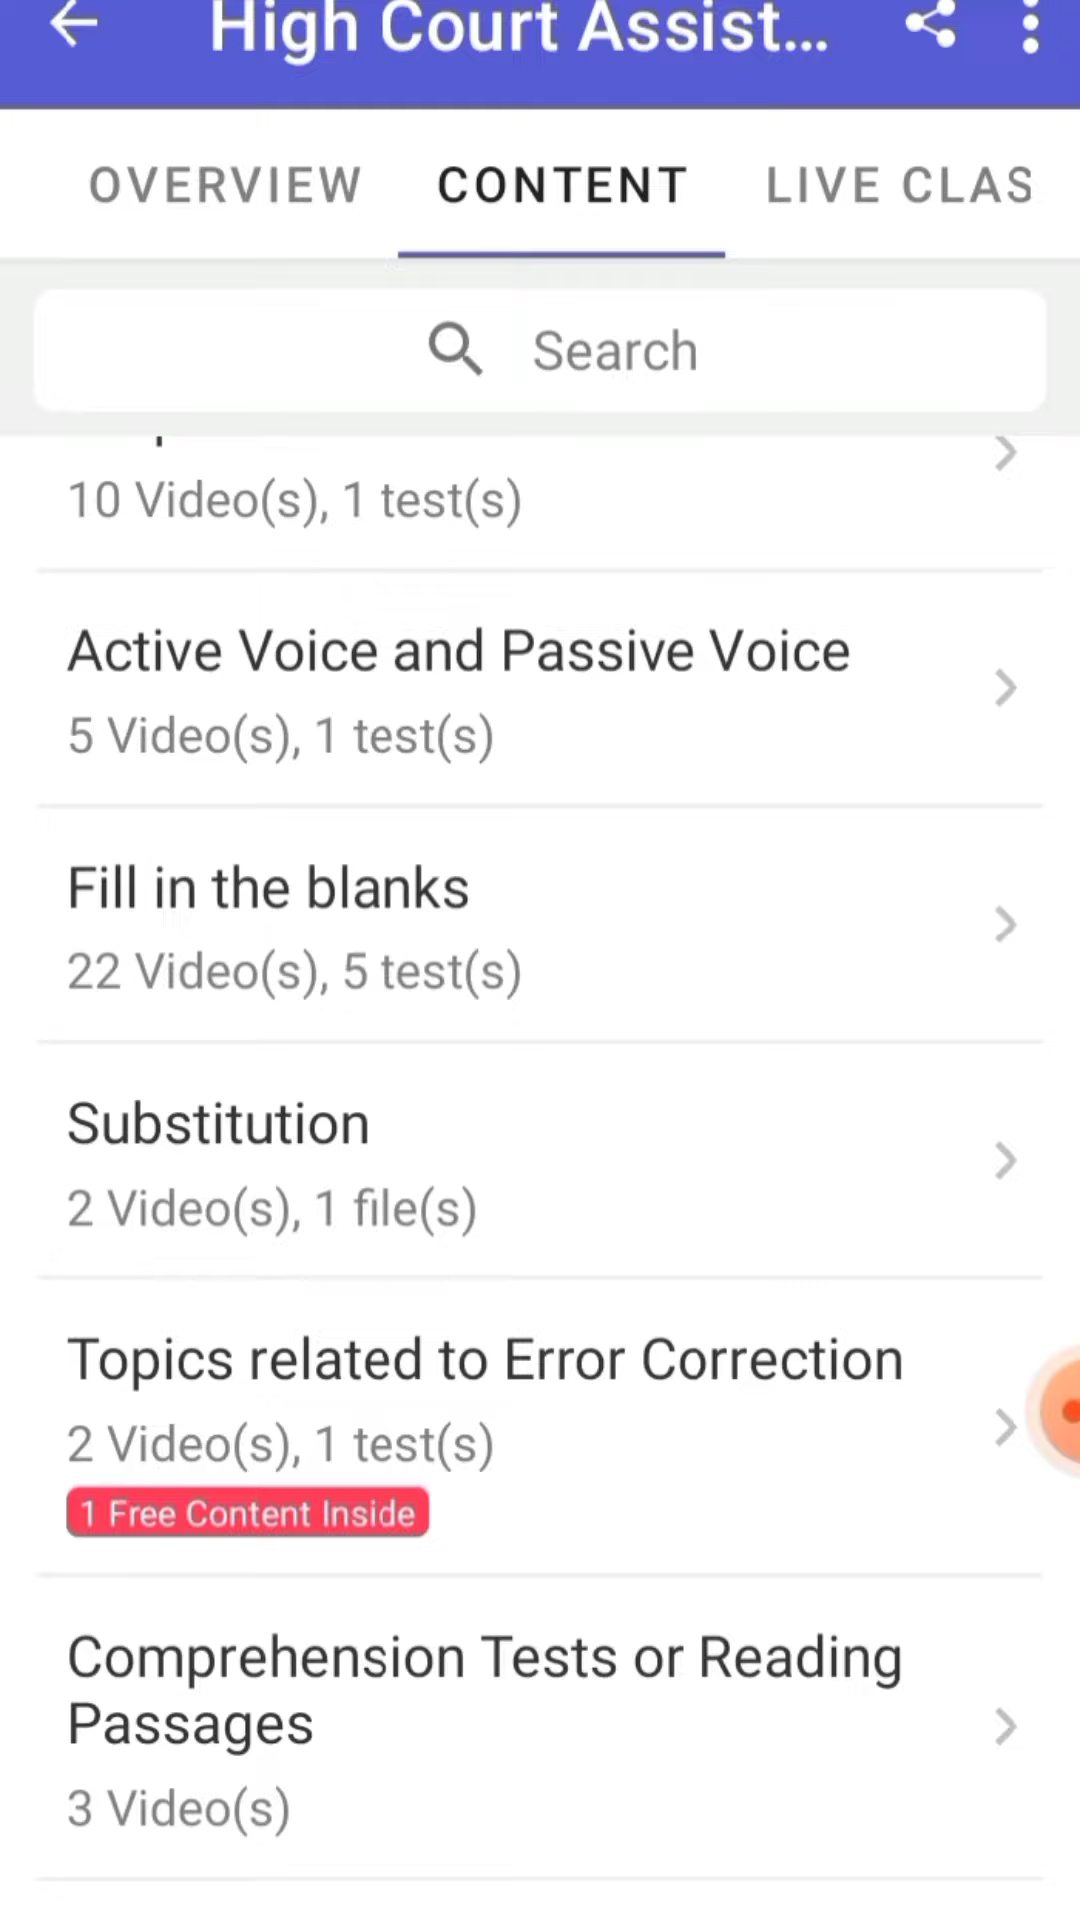 High Court Assist...
OVERVIEW CONTENT LIVE CLAS
Search
10 Video(s), 1 test(s)
Active Voice and Passive Voice
5 Video(s), 1 test(s)
Fill in the blanks
22 Video(s), 5 test(s)
Substitution
2 Video(s), 1 file(s)
Topics related to Error Correction
2 Video(s), 1 test(s)
1 Free Content Inside
Comprehension Tests or Reading
Passages
3 Video(s)